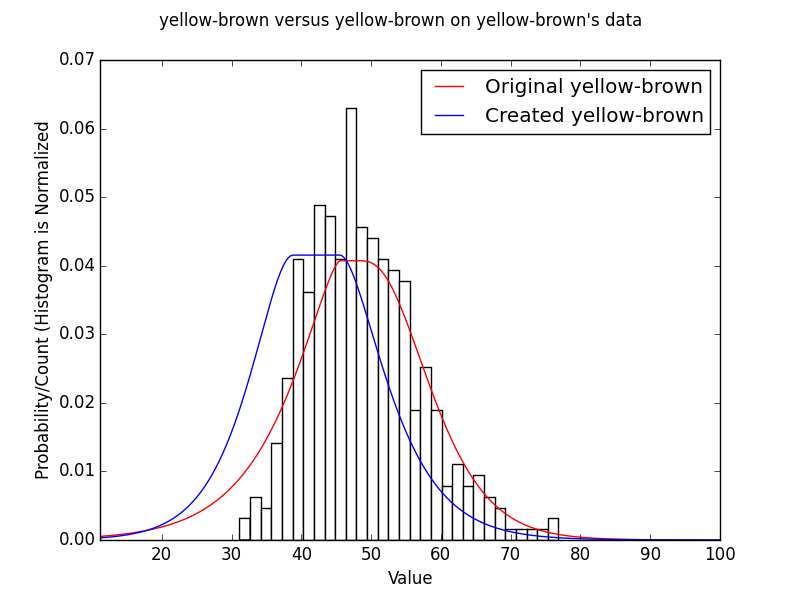 yellow-brown versus yellow-brown on yellow-brown's data
Original yellow-brown
Created yellow-brown
Probability/Count (Histogram is Normalized
0.07
0.06
0.05
0.04
0.03
0.02
0.01
0.00
20 30 40 50 60 70 80 90 100
Value